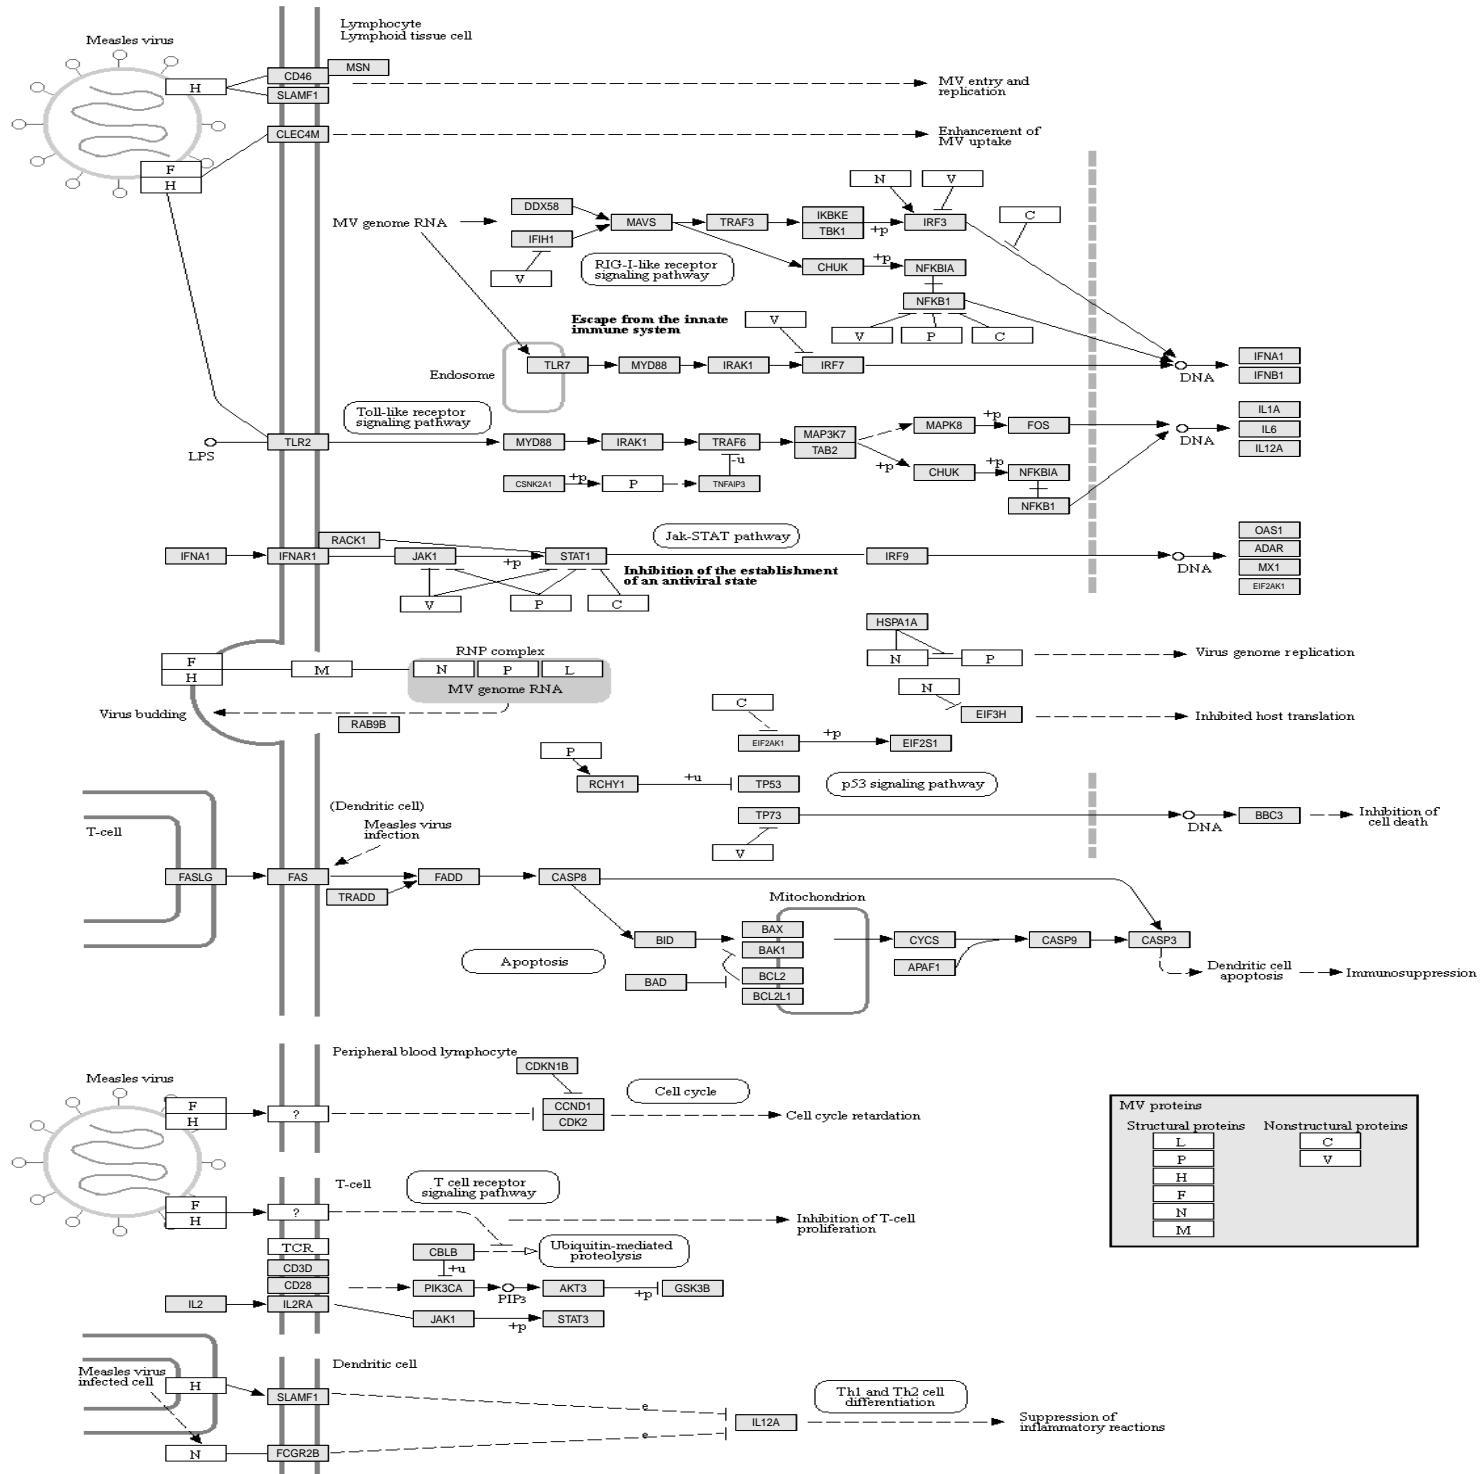 Lymphocyte
Lymphoid tissue cell
Measles virus
MSN
CD46
H
SLAMF1
MV entry and
replication
CLEC4M
Enhancement of
MV uptake
F
H
N
V
DDX58
IKBKE
C
MV genome RNA
MAVS
TRAF3
TBK1
+p
IRF3
IFIH1
V
RIG-I-like receptor
signaling pathway
CHUK
+p
NFKBIA
NFKB1
Escape from the innate
immune system
V
V
P
C
Endosome
TLR7
MYD88
IRAK1
IRF7
DNA
IFNA1
IFNB1
Toll-like receptor
signaling pathway
LPS
TLR2
MYD88
IRAK1
TRAF6
MAP3K7
TAB2
MAPK8
+p
FOS
DNA
IL1A
IL6
IL12A
-u
+p
CHUK
+p
NFKBIA
CSNK2A1
+p
P
TNFAIP3
NFKB1
RACK1
Jak-STAT pathway
IFNA1
IFNAR1
JAK1
+p
STAT1
IRF9
DNA
OAS1
ADAR
MX1
EIF2AK1
Inhibition of the establishment
of an antiviral state
V
P
C
HSPA1A
RNP complex
F
H
M
N
P
L
MV genome RNA
N
P
Virus genome replication
N
C
Virus budding
RAB9B
EIF3H
Inhibited host translation
EIF2AK1
+p
EIF2S1
P
RCHY1
+u
TP53
p53 signaling pathway
(Dendritic cell)
Measles virus
infection
T-cell
TP73
DNA
BBC3
Inhibition of
cell death
V
FASLG
FAS
FADD
CASP8
TRADD
Mitochondrion
BAX
BID
BAK1
CYCS
CASP9
CASP3
Apoptosis
APAF1
Dendritic cell
apoptosis
Immunosuppression
BAD
BCL2
BCL2L1
Peripheral blood lymphocyte
CDKN1B
Measles virus
Cell cycle
F
H
?
CCND1
CDK2
Cell cycle retardation
MV proteins
Structural proteins
Nonstructural proteins
L
C
P
V
H
F
N
M
T-cell
T cell receptor
signaling pathway
F
H
?
Inhibition of T-cell
proliferation
TCR
CBLB
Ubiquitin-mediated
proteolysis
CD3D
+u
CD28
PIK3CA
PIP3
AKT3
+p
GSK3B
IL2
IL2RA
JAK1
+p
STAT3
Dendritic cell
Measles virus
infected cell
H
SLAMF1
e
Th1 and Th2 cell
differentiation
IL12A
Suppression of
inflammatory reactions
N
FCGR2B
e